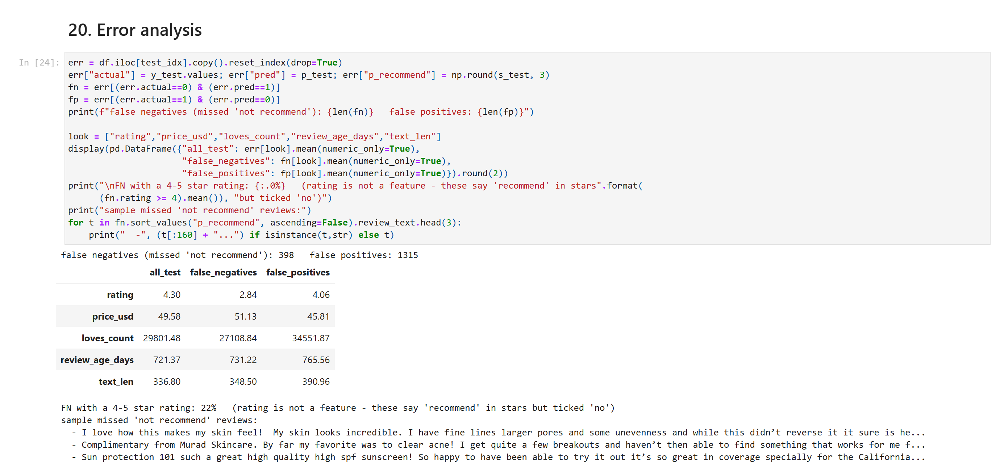 20. Error analysis
In [24]:
err = df.iloc[test_idx].copy().reset_index(drop=True)
err["actual"] = y_test.values; err["pred"] = p_test; err["p_recommend"] = np.round(s_test, 3)
fn = err[(err.actual==0) & (err.pred==1)]
fp = err[(err.actual==1) & (err.pred==0)]
print(f"false negatives (missed 'not recommend'): {len(fn)}   false positives: {len(fp)}")
look = ["rating","price_usd","loves_count","review_age_days","text_len"]
display(pd.DataFrame({"all_test": err[look].mean(numeric_only=True),
                      "false_negatives": fn[look].mean(numeric_only=True),
                      "false_positives": fp[look].mean(numeric_only=True)}).round(2))
print("\nFN with a 4-5 star rating: {:.0%}   (rating is not a feature - these say 'recommend' in stars".format(
      (fn.rating >= 4).mean()), "but ticked 'no')")
print("sample missed 'not recommend' reviews:")
for t in fn.sort_values("p_recommend", ascending=False).review_text.head(3):
    print("  -", (t[:160] + "...") if isinstance(t,str) else t)
false negatives (missed 'not recommend'): 398   false positives: 1315
all_test false_negatives false_positives
rating 4.30 2.84 4.06
price_usd 49.58 51.13 45.81
loves_count 29801.48 27108.84 34551.87
review_age_days 721.37 731.22 765.56
text_len 336.80 348.50 390.96
FN with a 4-5 star rating: 22%   (rating is not a feature - these say 'recommend' in stars but ticked 'no')
sample missed 'not recommend' reviews:
  - I love how this makes my skin feel!  My skin looks incredible. I have fine lines larger pores and some unevenness and while this didn’t reverse it it sure is he...
  - Complimentary from Murad Skincare. By far my favorite was to clear acne! I get quite a few breakouts and haven’t then able to find something that works for me f...
  - Sun protection 101 such a great high quality high spf sunscreen! So happy to have been able to try it out it’s so great in coverage specially for the California...